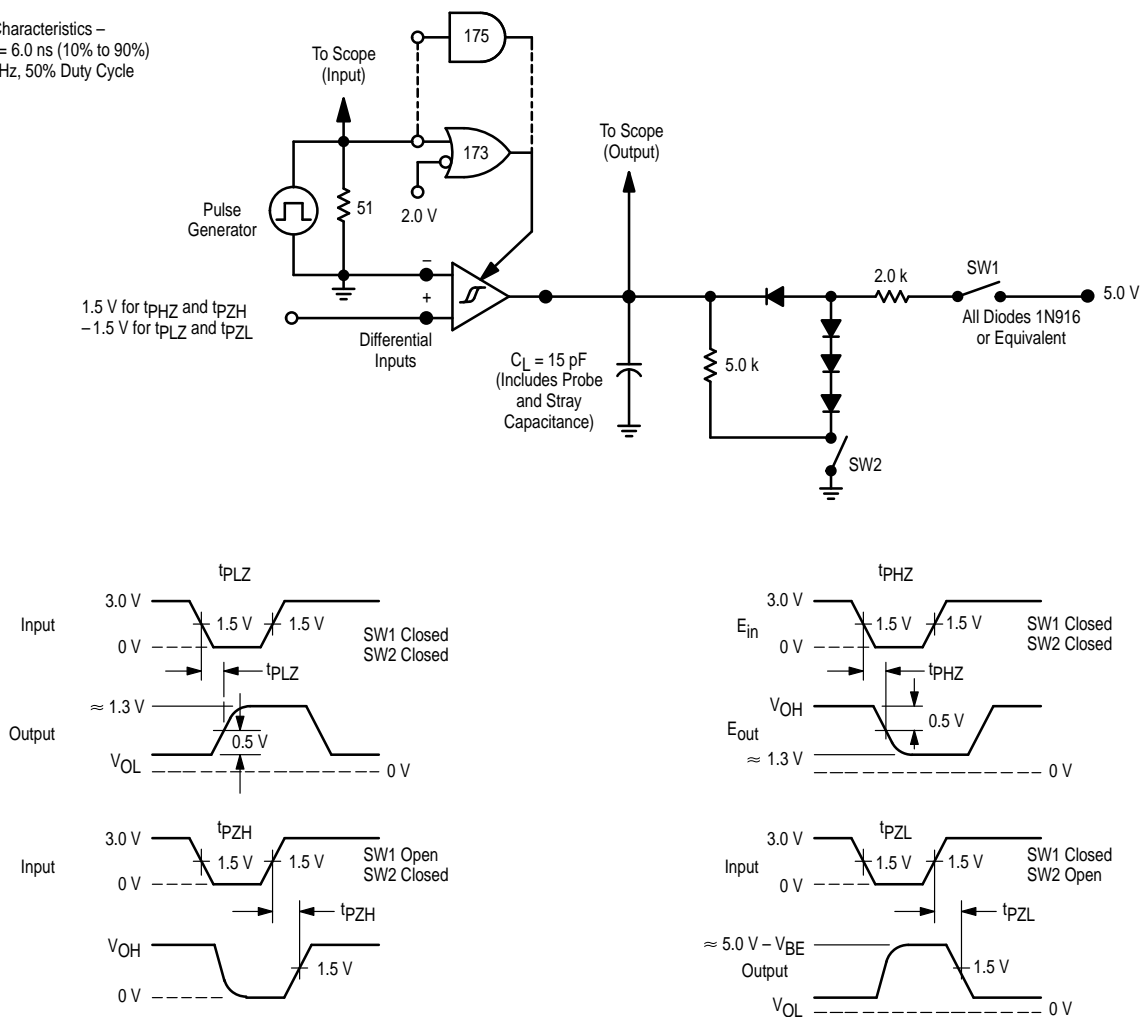 Characteristics –
= 6.0 ns (10% to 90%)
Hz, 50% Duty Cycle
175
To Scope
(Input)
To Scope
(Output)
173
51
2.0 V
Pulse
Generator
–
+
1.5 V for tPHZ and tPZH
– 1.5 V for tPLZ and tPZL
Differential
Inputs
CL = 15 pF
(Includes Probe
and Stray
Capacitance)
5.0 k
2.0 k
SW1
5.0 V
All Diodes 1N916
or Equivalent
SW2
tPLZ
3.0 V
Input
1.5 V
1.5 V
0 V
SW1 Closed
SW2 Closed
tPLZ
≈ 1.3 V
Output
0.5 V
VOL
0 V
tPHZ
3.0 V
Ein
1.5 V
1.5 V
0 V
SW1 Closed
SW2 Closed
tPHZ
VOH
0.5 V
Eout
≈ 1.3 V
0 V
tPZH
3.0 V
Input
1.5 V
1.5 V
0 V
SW1 Open
SW2 Closed
tPZH
VOH
1.5 V
0 V
tPZL
3.0 V
Input
1.5 V
1.5 V
0 V
SW1 Closed
SW2 Open
tPZL
≈ 5.0 V – VBE
Output
1.5 V
VOL
0 V